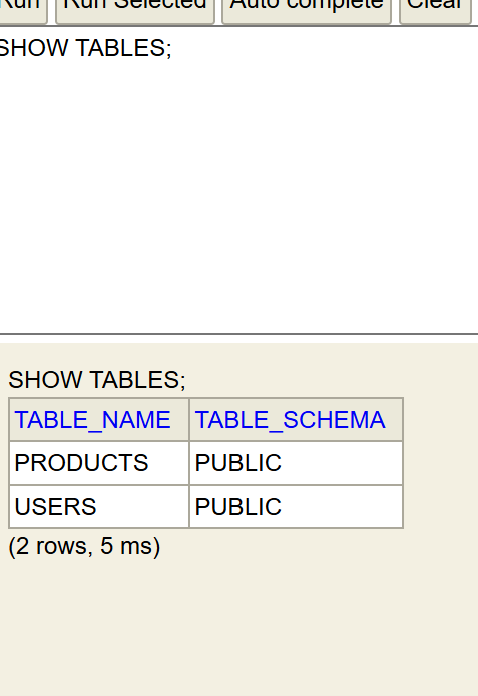 Run Run Selected Auto complete Clear
SHOW TABLES;
SHOW TABLES;
TABLE_NAME TABLE_SCHEMA
PRODUCTS PUBLIC
USERS PUBLIC
(2 rows, 5 ms)